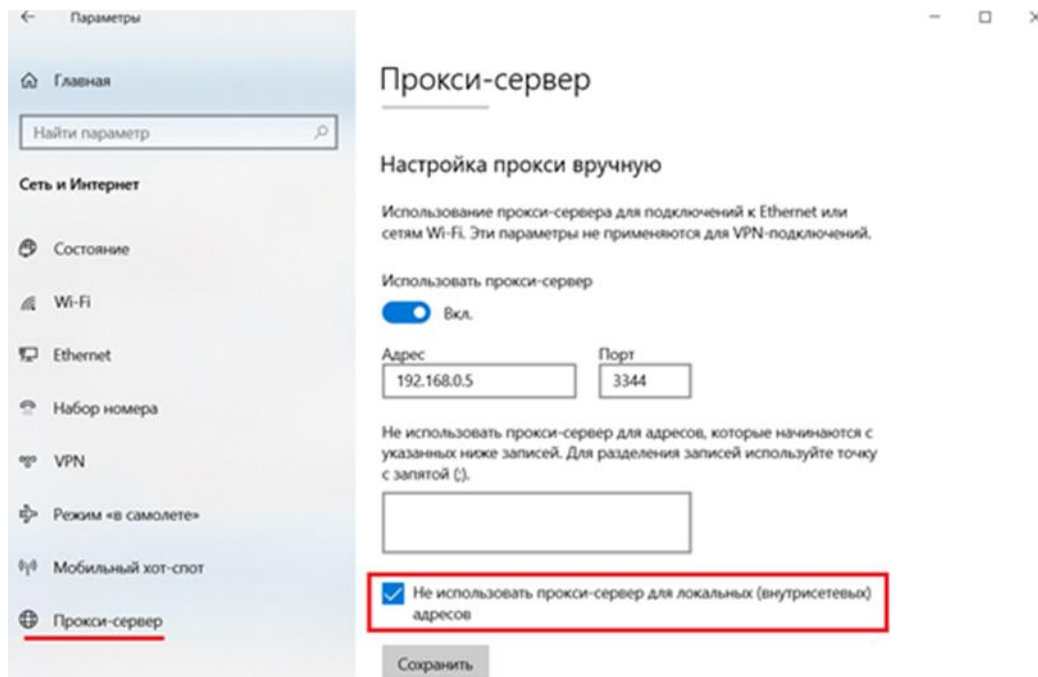 Параметры
Главная
Найти параметр
Сеть и Интернет
Состояние
Wi-Fi
Ethernet
Набор номера
VPN
Режим «в самолете»
Мобильный хот-спот
Прокси-сервер
Прокси-сервер
Настройка прокси вручную
Использование прокси-сервера для подключений к Ethernet или
сетям Wi-Fi. Эти параметры не применяются для VPN-подключений.
Использовать прокси-сервер
Вкл.
Адрес
Порт
192.168.0.5
3344
Не использовать прокси-сервер для адресов, которые начинаются с
указанных ниже записей. Для разделения записей используйте точку
с запятой (;).
Не использовать прокси-сервер для локальных (внутрисетевых)
адресов
Сохранить